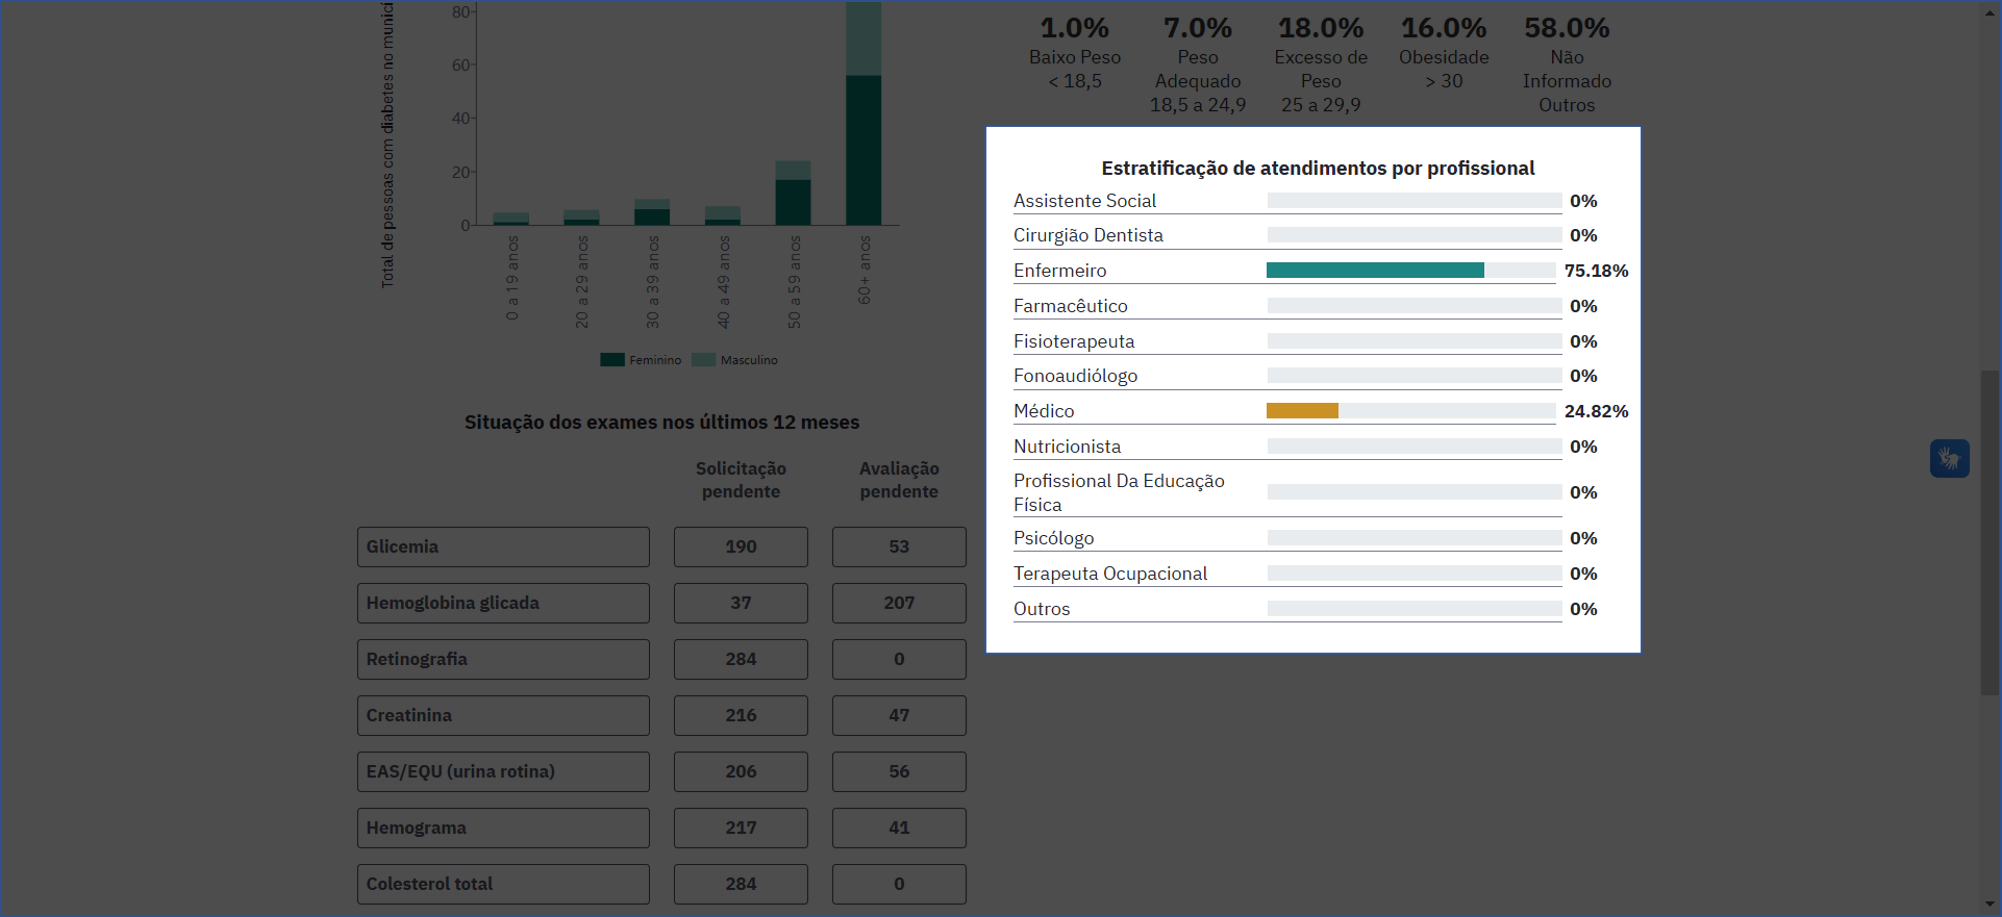 80
60
40
20
0
Total de pessoas com diabetes no municí
0 a 19 anos
20 a 29 anos
30 a 39 anos
40 a 49 anos
50 a 59 anos
60+ anos
Feminino
Masculino
Situação dos exames nos últimos 12 meses
Solicitação pendente
Avaliação pendente
Glicemia 190 53
Hemoglobina glicada 37 207
Retinografia 284 0
Creatinina 216 47
EAS/EQU (urina rotina) 206 56
Hemograma 217 41
Colesterol total 284 0
1.0%
Baixo Peso
< 18,5
7.0%
Peso
Adequado
18,5 a 24,9
18.0%
Excesso de
Peso
25 a 29,9
16.0%
Obesidade
> 30
58.0%
Não
Informado
Outros
Estratificação de atendimentos por profissional
Assistente Social 0%
Cirurgião Dentista 0%
Enfermeiro 75.18%
Farmacêutico 0%
Fisioterapeuta 0%
Fonoaudiólogo 0%
Médico 24.82%
Nutricionista 0%
Profissional Da Educação
Física 0%
Psicólogo 0%
Terapeuta Ocupacional 0%
Outros 0%